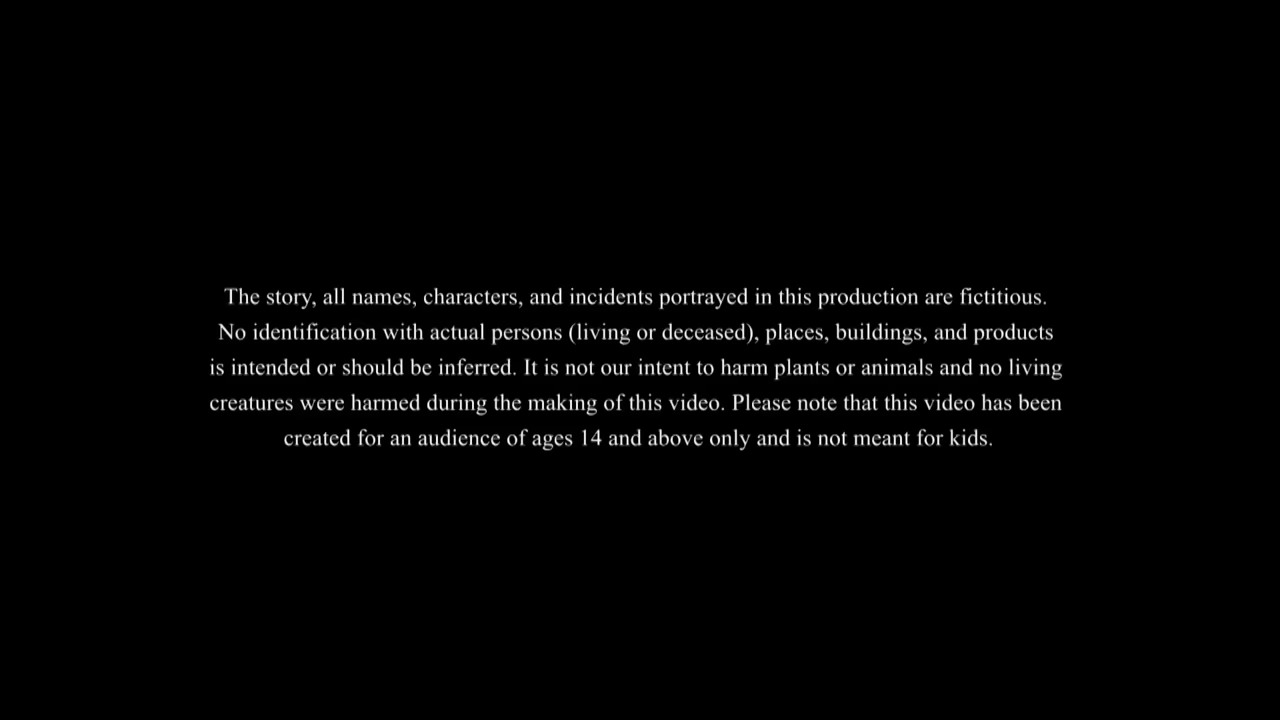 The story, all names, characters, and incidents portrayed in this production are fictitious.
No identification with actual persons (living or deceased), places, buildings, and products
is intended or should be inferred. It is not our intent to harm plants or animals and no living
creatures were harmed during the making of this video. Please note that this video has been
created for an audience of ages 14 and above only and is not meant for kids.